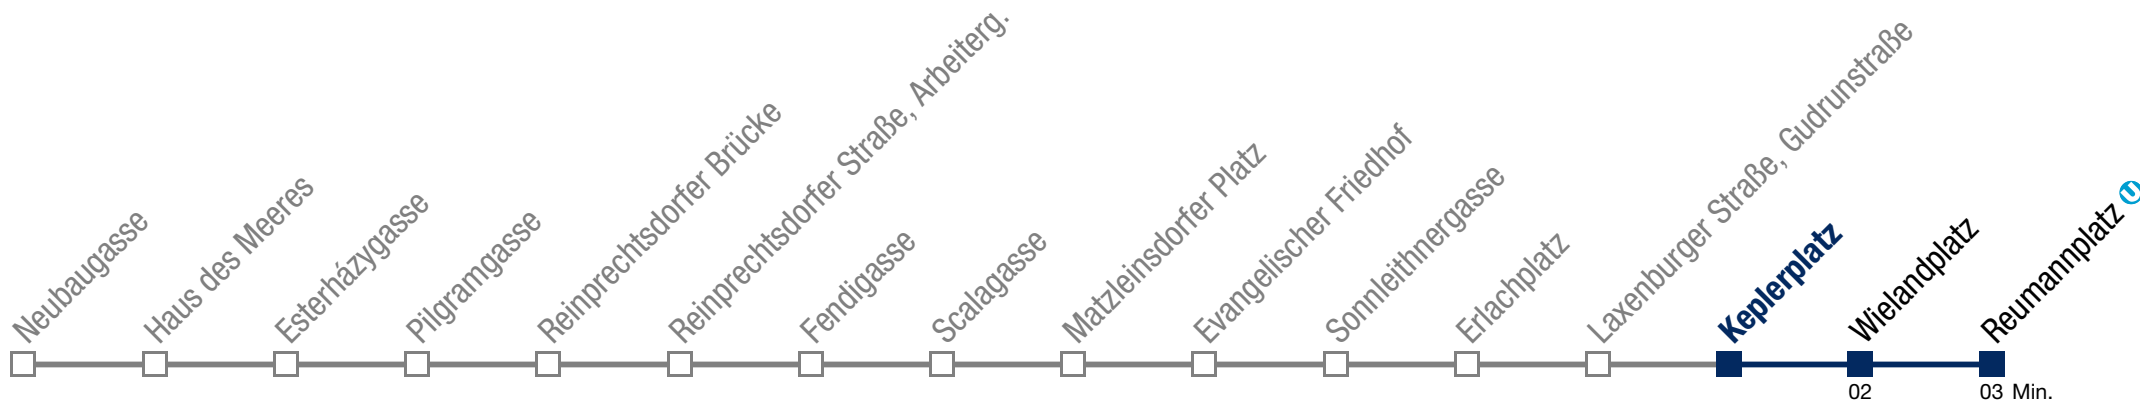 Neubaugasse
Haus des Meeres
Esterházygasse
Pilgramgasse
Reinprechtsdorfer Brücke
Reinprechtsdorfer Straße, Arbeiterg.
Fendigasse
Scalagasse
Matzleinsdorfer Platz
Evangelischer Friedhof
Sonnleithnergasse
Erlachplatz
Laxenburger Straße, Gudrunstraße
Keplerplatz
Wielandplatz
Reumannplatz U
02
03 Min.